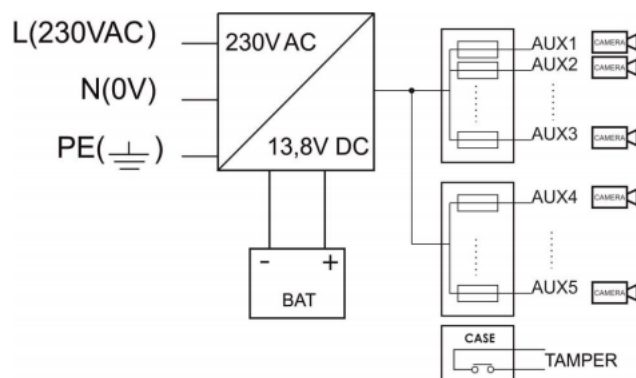 L(230VAC)
N(0V)
PE( )
230V AC
13,8V DC
- +
BAT
AUX1
CAMERA
AUX2
CAMERA
AUX3
CAMERA
AUX4
CAMERA
AUX5
CAMERA
CASE
TAMPER